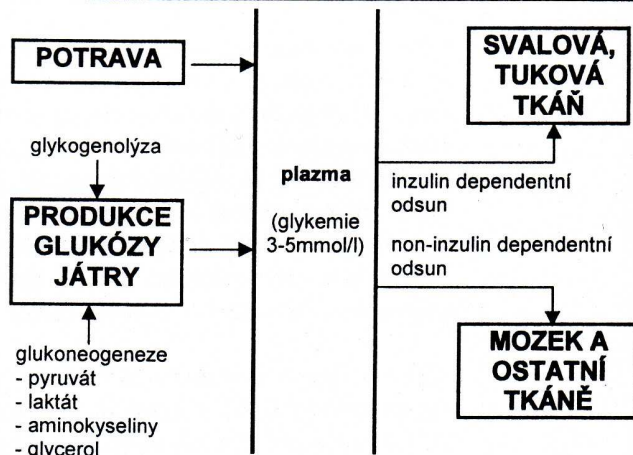 POTRAVA
glykogenolýza
PRODUKCE
GLUKÓZY
JÁTRY
glukoneogeneze
- pyruvát
- laktát
- aminokyseliny
- glycerol
plazma
(glykemie
3-5mmol/l)
SVALOVÁ,
TUKOVÁ
TKÁŇ
inzulin dependentní
odsun
non-inzulin dependentní
odsun
MOZEK A
OSTATNÍ
TKÁNĚ